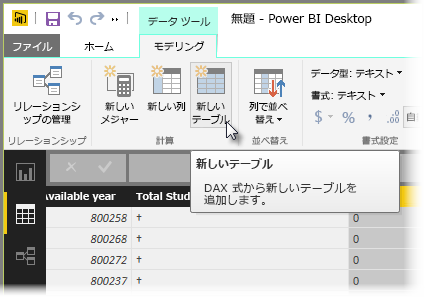 データ ツール
無題 - Power BI Desktop
ファイル
ホーム
モデリング
リレーションシ
ップの管理
新しい
メジャー
新しい列
新しい
テーブル
列で並べ
替え
データ型: テキスト
書式: テキスト
$ % ,
リレーションシップ
計算
並べ替え
書式設定
新しいテーブル
DAX 式から新しいテーブルを
追加します。
Available year
Total Stud
800258 † 0
800268 †
800272 †
800237 † 0